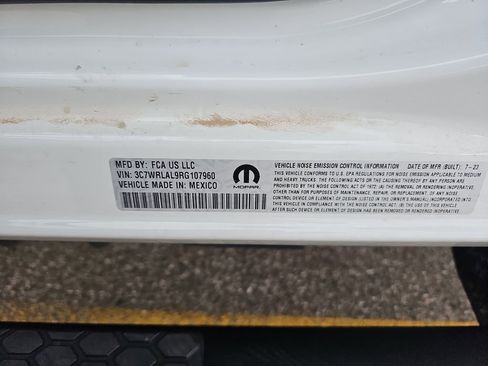 MFD BY: FCA US LLC
VIN: 3C7WRLAL9RG107960
VEHICLE MADE IN: MEXICO
MOPAR
VEHICLE NOISE EMISSION CONTROL INFORMATION DATE OF MFR (BUILT): 7-23
THIS VEHICLE CONFORMS TO U.S. EPA REGULATIONS FOR NOISE EMISSION APPLICABLE TO MEDIUM
AND HEAVY TRUCKS. THE FOLLOWING ACTS OR THE CAUSING THEREOF BY ANY PERSON ARE
PROHIBITED BY THE NOISE CONTROL ACT OF 1972: (A) THE REMOVAL OR RENDERING INOPERATIVE,
OTHER THAN FOR PURPOSES OF MAINTENANCE, REPAIR, OR REPLACEMENT, OF ANY NOISE
CONTROL DEVICE OR ELEMENT OF DESIGN (LISTED IN THE OWNER'S MANUAL) INCORPORATED
INTO THIS VEHICLE IN COMPLIANCE WITH THE NOISE CONTROL ACT; (B) THE USE OF THIS VEHICLE
AFTER SUCH DEVICE OR ELEMENT OF DESIGN HAS BEEN REMOVED OR RENDERED INOPERATIVE.